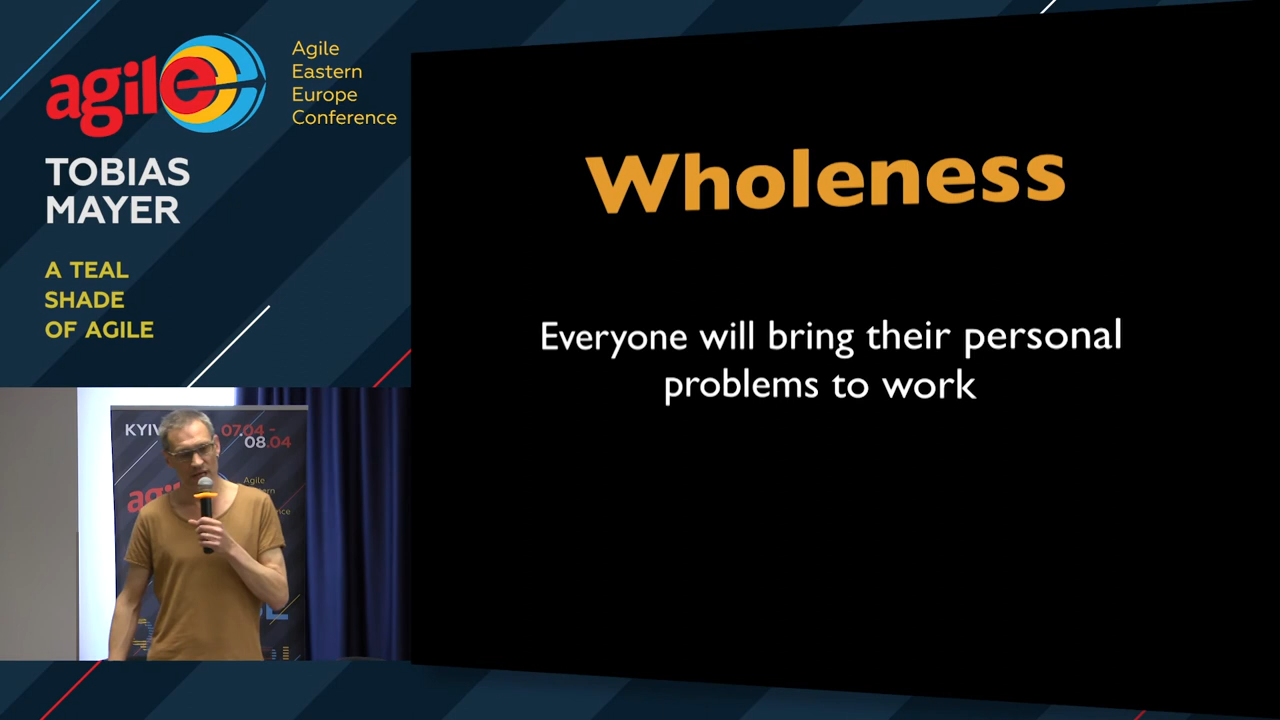 agile
Agile
Eastern
Europe
Conference
TOBIAS
MAYER
A TEAL
SHADE
OF AGILE
Wholeness
Everyone will bring their personal
problems to work
KYIV
07.04 -
08.04
Agile